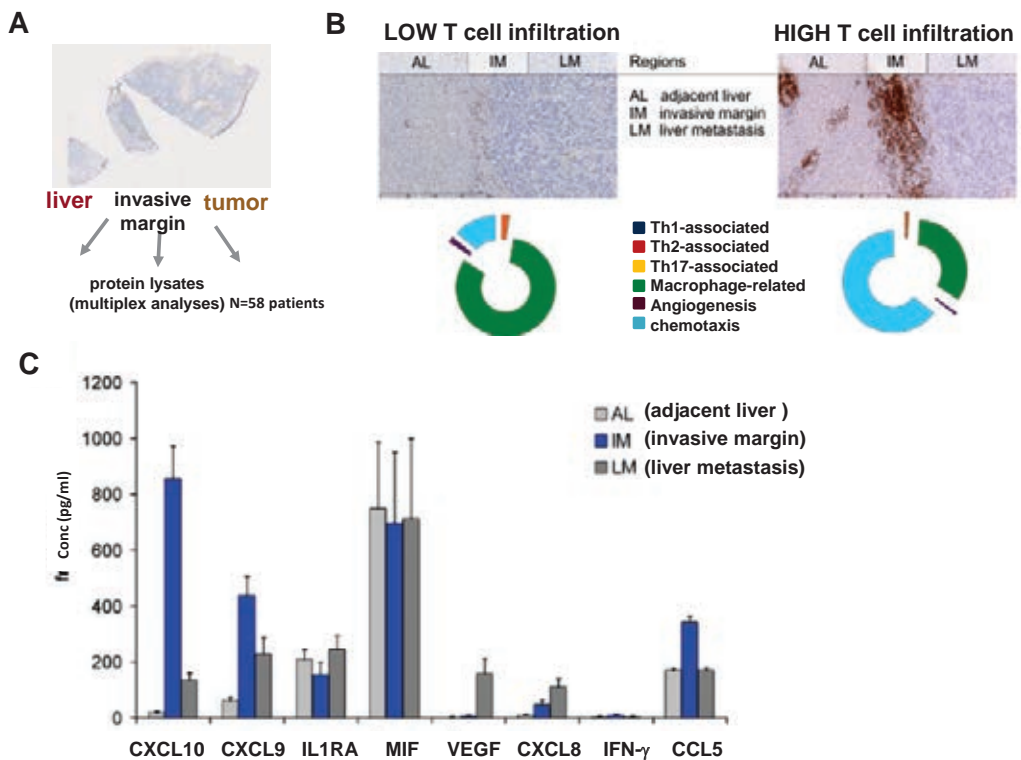 A
liver invasive margin tumor
protein lysates
(multiplex analyses) N=58 patients
B
LOW T cell infiltration
HIGH T cell infiltration
AL IM LM
Regions
AL adjacent liver
IM invasive margin
LM liver metastasis
AL IM LM
Th1-associated
Th2-associated
Th17-associated
Macrophage-related
Angiogenesis
chemotaxis
C
Conc (pg/ml)
1200
1000
800
600
400
200
0
AL (adjacent liver )
IM (invasive margin)
LM (liver metastasis)
CXCL10 CXCL9 IL1RA MIF VEGF CXCL8 IFN-γ CCL5